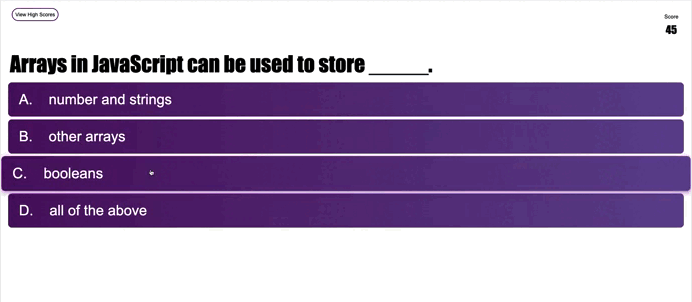 View High Scores
Score
45
Arrays in JavaScript can be used to store ______.
A. number and strings
B. other arrays
C. booleans
D. all of the above